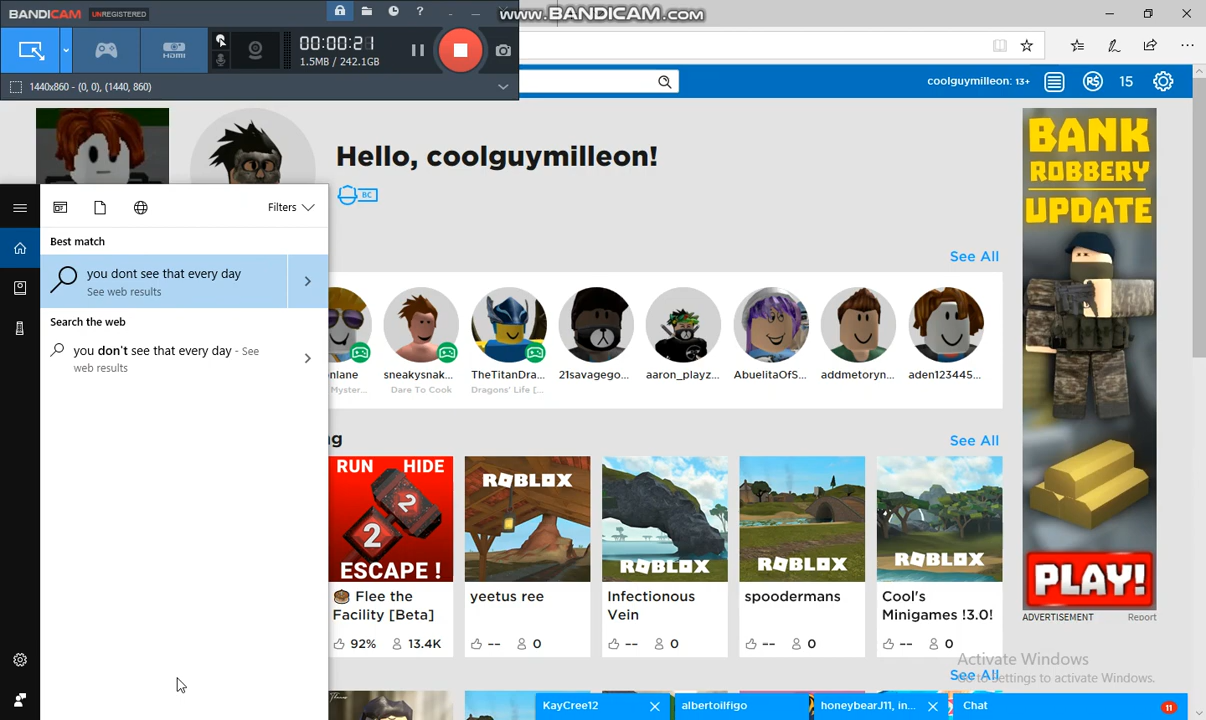 BANDICAM UNREGISTERED
www.BANDICAM.com
HDMI
00:00:21
1.5MB / 242.1GB
1440x860 - (0, 0), (1440, 860)
coolguymilleon: 13+
R$
15
Hello, coolguymilleon!
BC
Filters
Best match
you dont see that every day
See web results
Search the web
you don't see that every day - See
web results
See All
nlane
sneakysnak...
TheTitanDra...
21savagego...
aaron_playz...
AbuelitaOfS...
addmetoryn...
aden123445...
Myster...
Dare To Cook
Dragons' Life [...
ng
See All
RUN HIDE
2
2
ESCAPE !
ROBLOX
ROBLOX
ROBLOX
ROBLOX
Flee the
Facility [Beta]
yeetus ree
Infectionous
Vein
spoodermans
Cool's
Minigames !3.0!
92%
13.4K
--
0
--
0
--
0
--
0
See All
BANK
ROBBERY
UPDATE
PLAY!
ADVERTISEMENT
Report
Activate Windows
Go to Settings to activate Windows.
KayCree12
albertoilfigo
honeybearJ1, in...
Chat
11